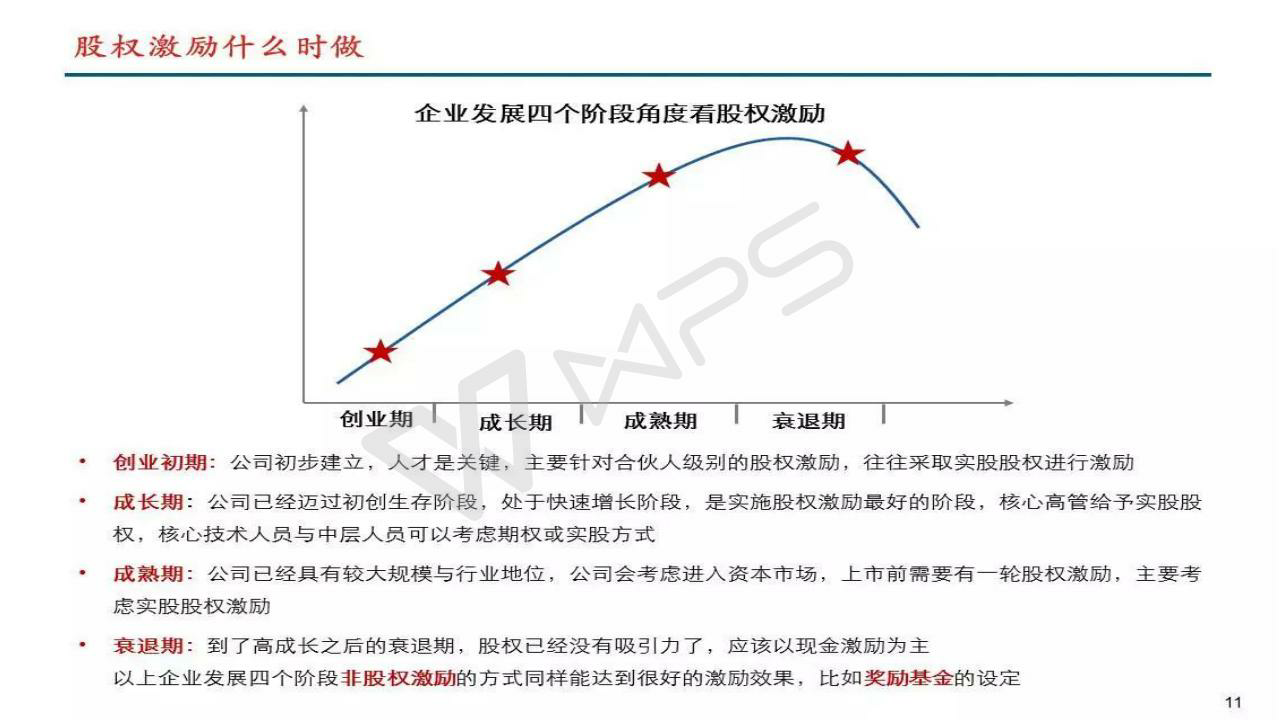 股权激励什么时做
企业发展四个阶段角度看股权激励
创业期
成长期
成熟期
衰退期
WPS
• 创业初期：公司初步建立，人才是关键，主要针对合伙人级别的股权激励，往往采取实股股权进行激励
• 成长期：公司已经迈过初创生存阶段，处于快速增长阶段，是实施股权激励最好的阶段，核心高管给予实股股
权，核心技术人员与中层人员可以考虑期权或实股方式
• 成熟期：公司已经具有较大规模与行业地位，公司会考虑进入资本市场，上市前需要有一轮股权激励，主要考
虑实股股权激励
• 衰退期：到了高成长之后的衰退期，股权已经没有吸引力了，应该以现金激励为主
以上企业发展四个阶段非股权激励的方式同样能达到很好的激励效果，比如奖励基金的设定
11